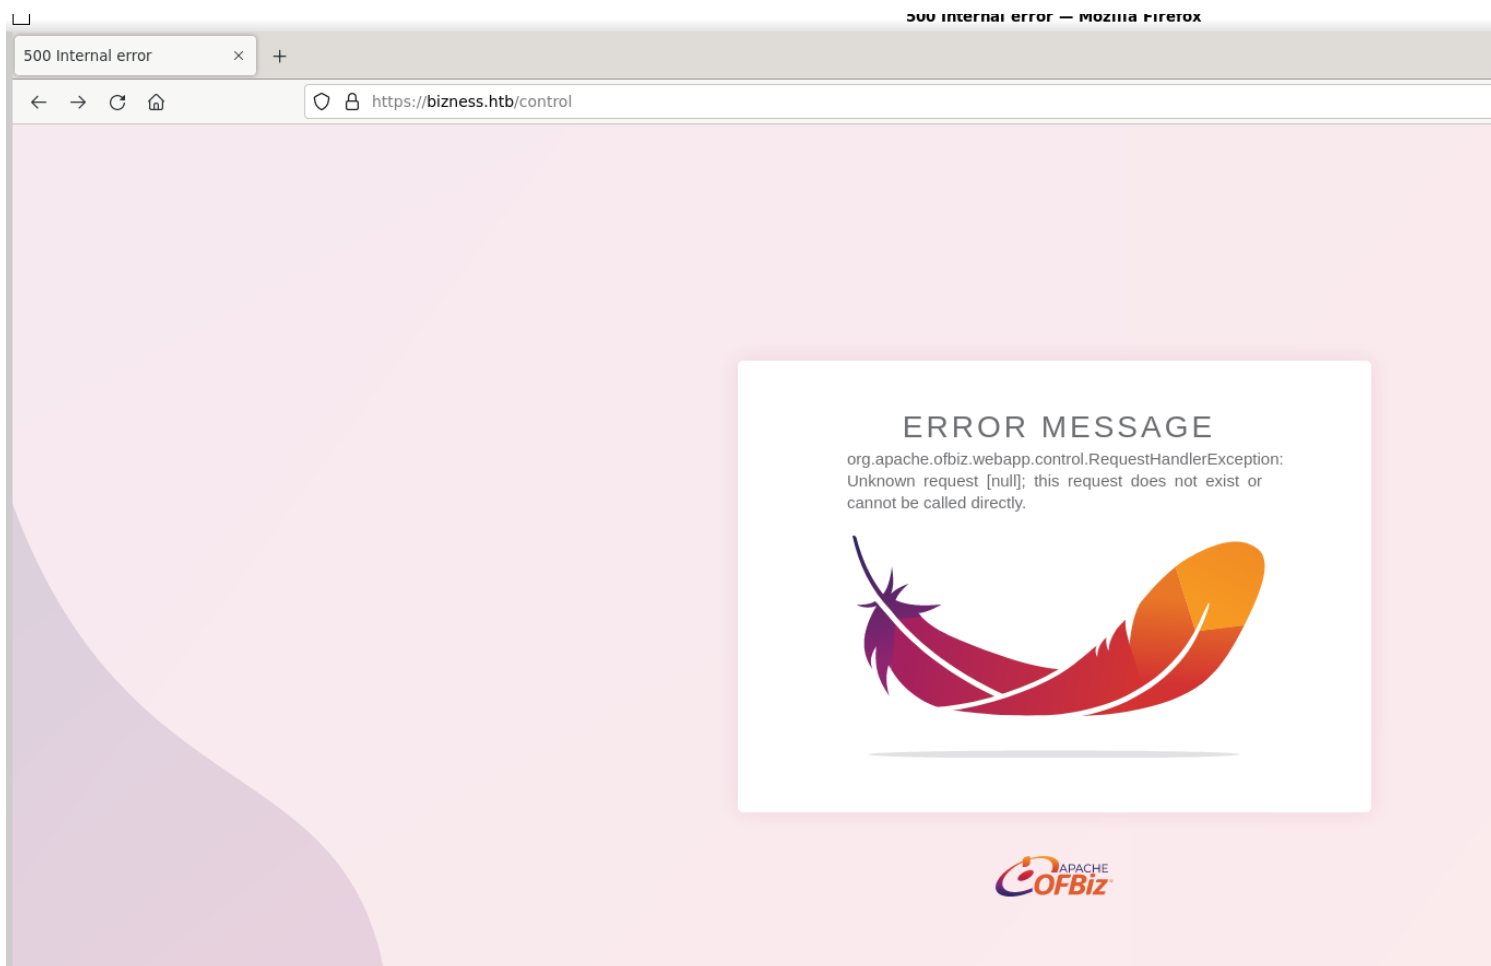 500 Internal error — Mozilla Firefox
500 Internal error
https://bizness.htb/control
ERROR MESSAGE
org.apache.ofbiz.webapp.control.RequestHandlerException:
Unknown request [null]; this request does not exist or
cannot be called directly.
APACHE
OFBiz